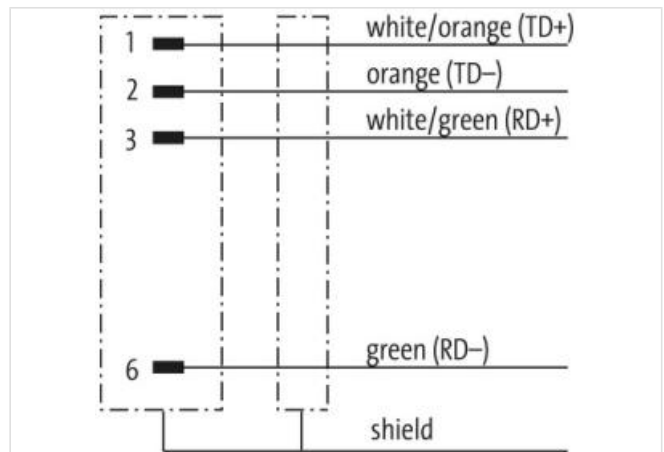 1 white/orange (TD+)
2 orange (TD–)
3 white/green (RD+)
6 green (RD–)
shield